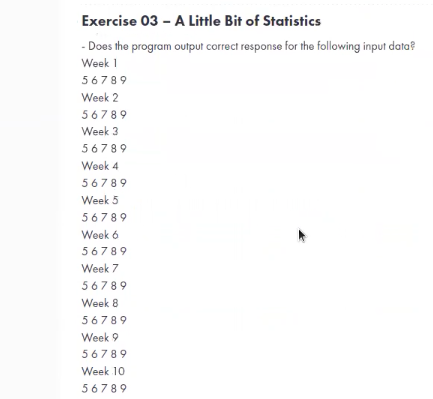 Exercise 03 – A Little Bit of Statistics
- Does the program output correct response for the following input data?
Week 1
5 6 7 8 9
Week 2
5 6 7 8 9
Week 3
5 6 7 8 9
Week 4
5 6 7 8 9
Week 5
5 6 7 8 9
Week 6
5 6 7 8 9
Week 7
5 6 7 8 9
Week 8
5 6 7 8 9
Week 9
5 6 7 8 9
Week 10
5 6 7 8 9